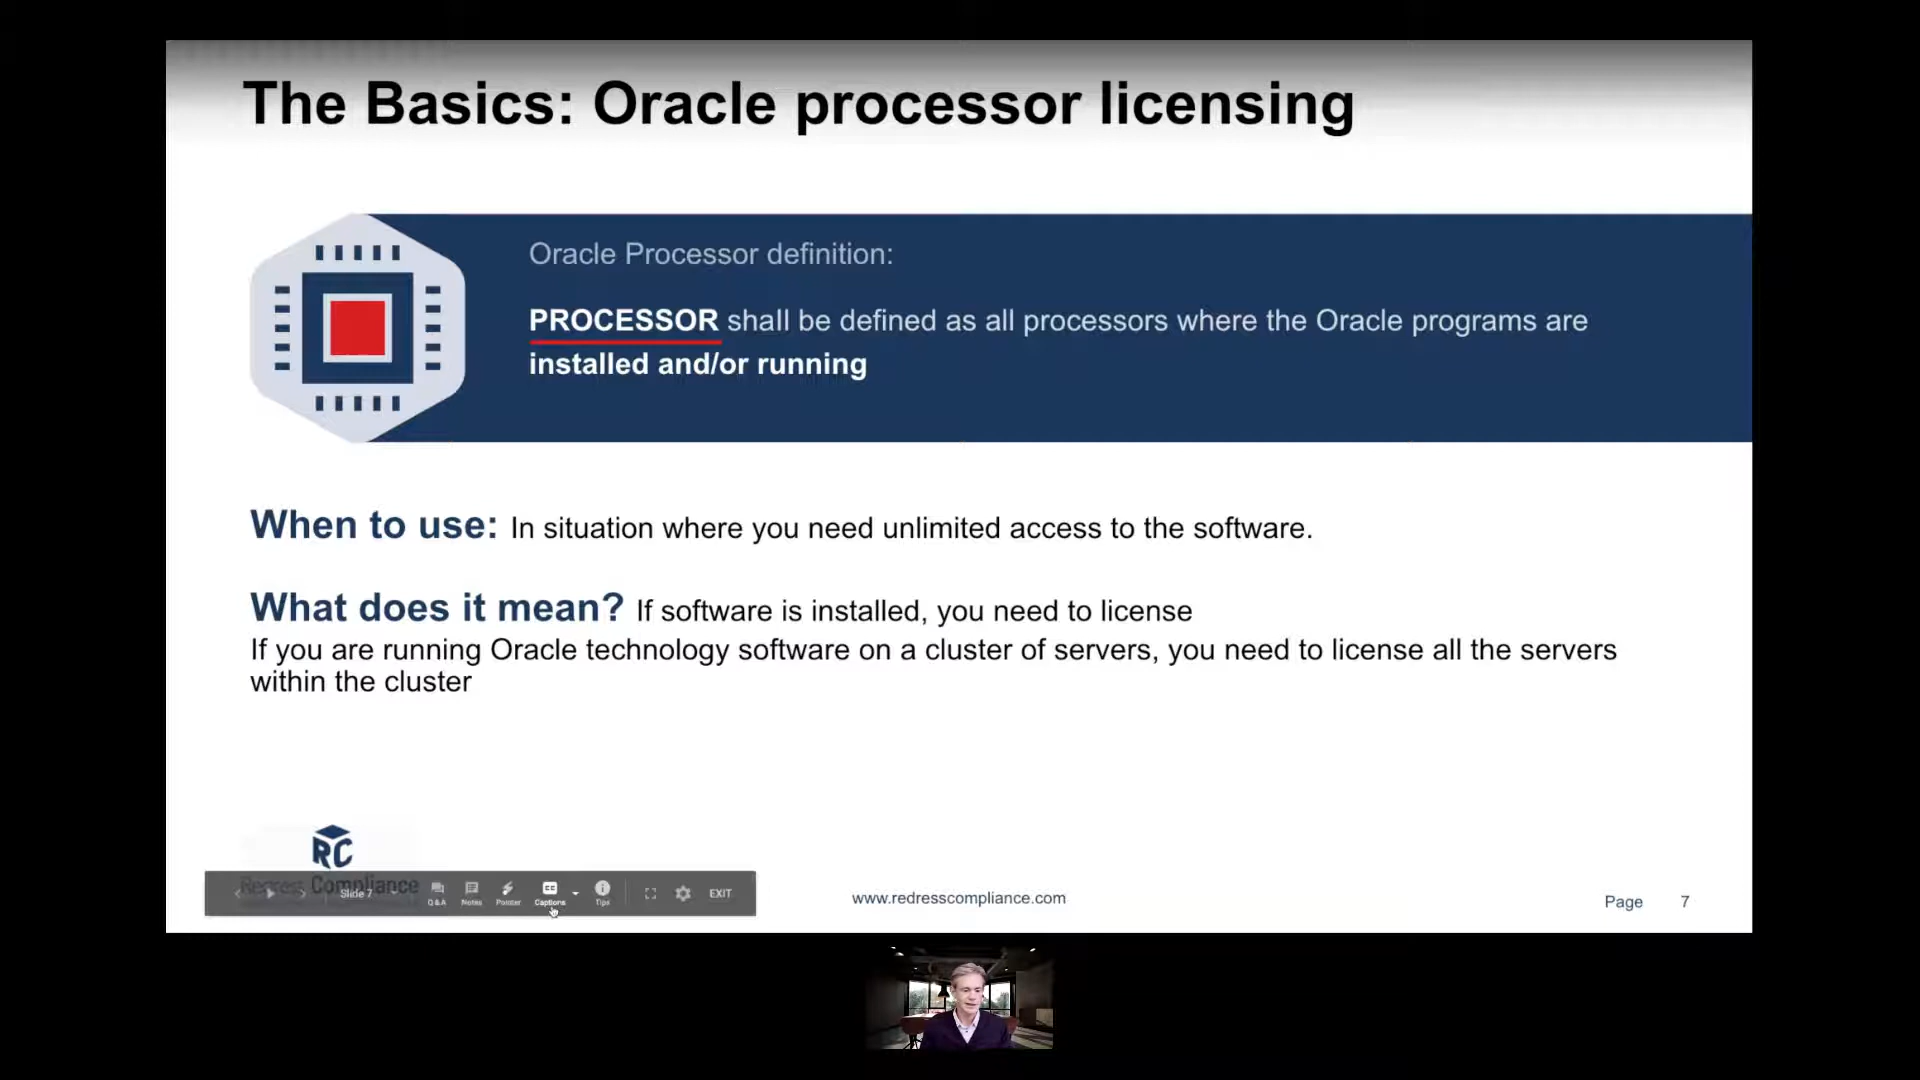 The Basics: Oracle processor licensing
Oracle Processor definition:
PROCESSOR shall be defined as all processors where the Oracle programs are
installed and/or running
When to use: In situation where you need unlimited access to the software.
What does it mean? If software is installed, you need to license
If you are running Oracle technology software on a cluster of servers, you need to license all the servers
within the cluster
RC
Redress Compliance
Slide 7
Q&A
Notes
Pointer
CC
Captions
Tips
EXIT
www.redresscompliance.com
Page 7